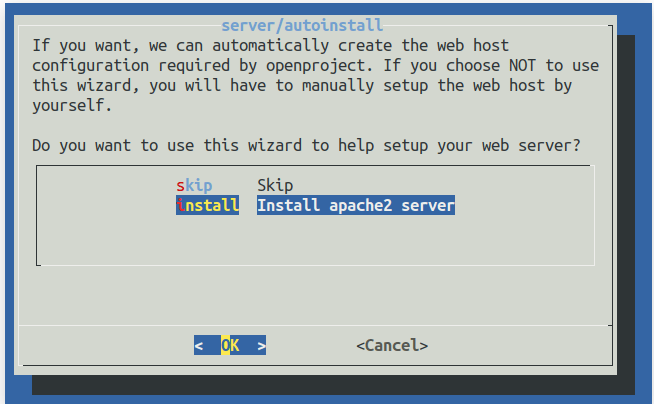 server/autoinstall
If you want, we can automatically create the web host
configuration required by openproject. If you choose NOT to use
this wizard, you will have to manually setup the web host by
yourself.
Do you want to use this wizard to help setup your web server?
skip Skip
install Install apache2 server
< OK > <Cancel>